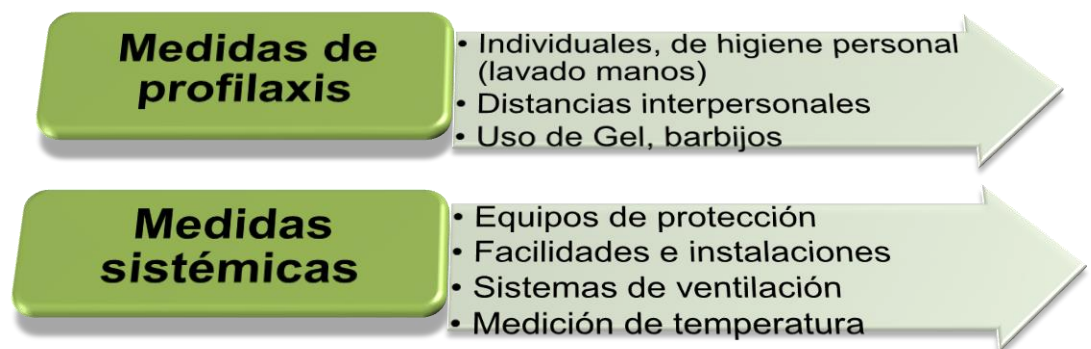 Medidas de
profilaxis
• Individuales, de higiene personal
(lavado manos)
• Distancias interpersonales
• Uso de Gel, barbijos
Medidas
sistémicas
• Equipos de protección
• Facilidades e instalaciones
• Sistemas de ventilación
• Medición de temperatura